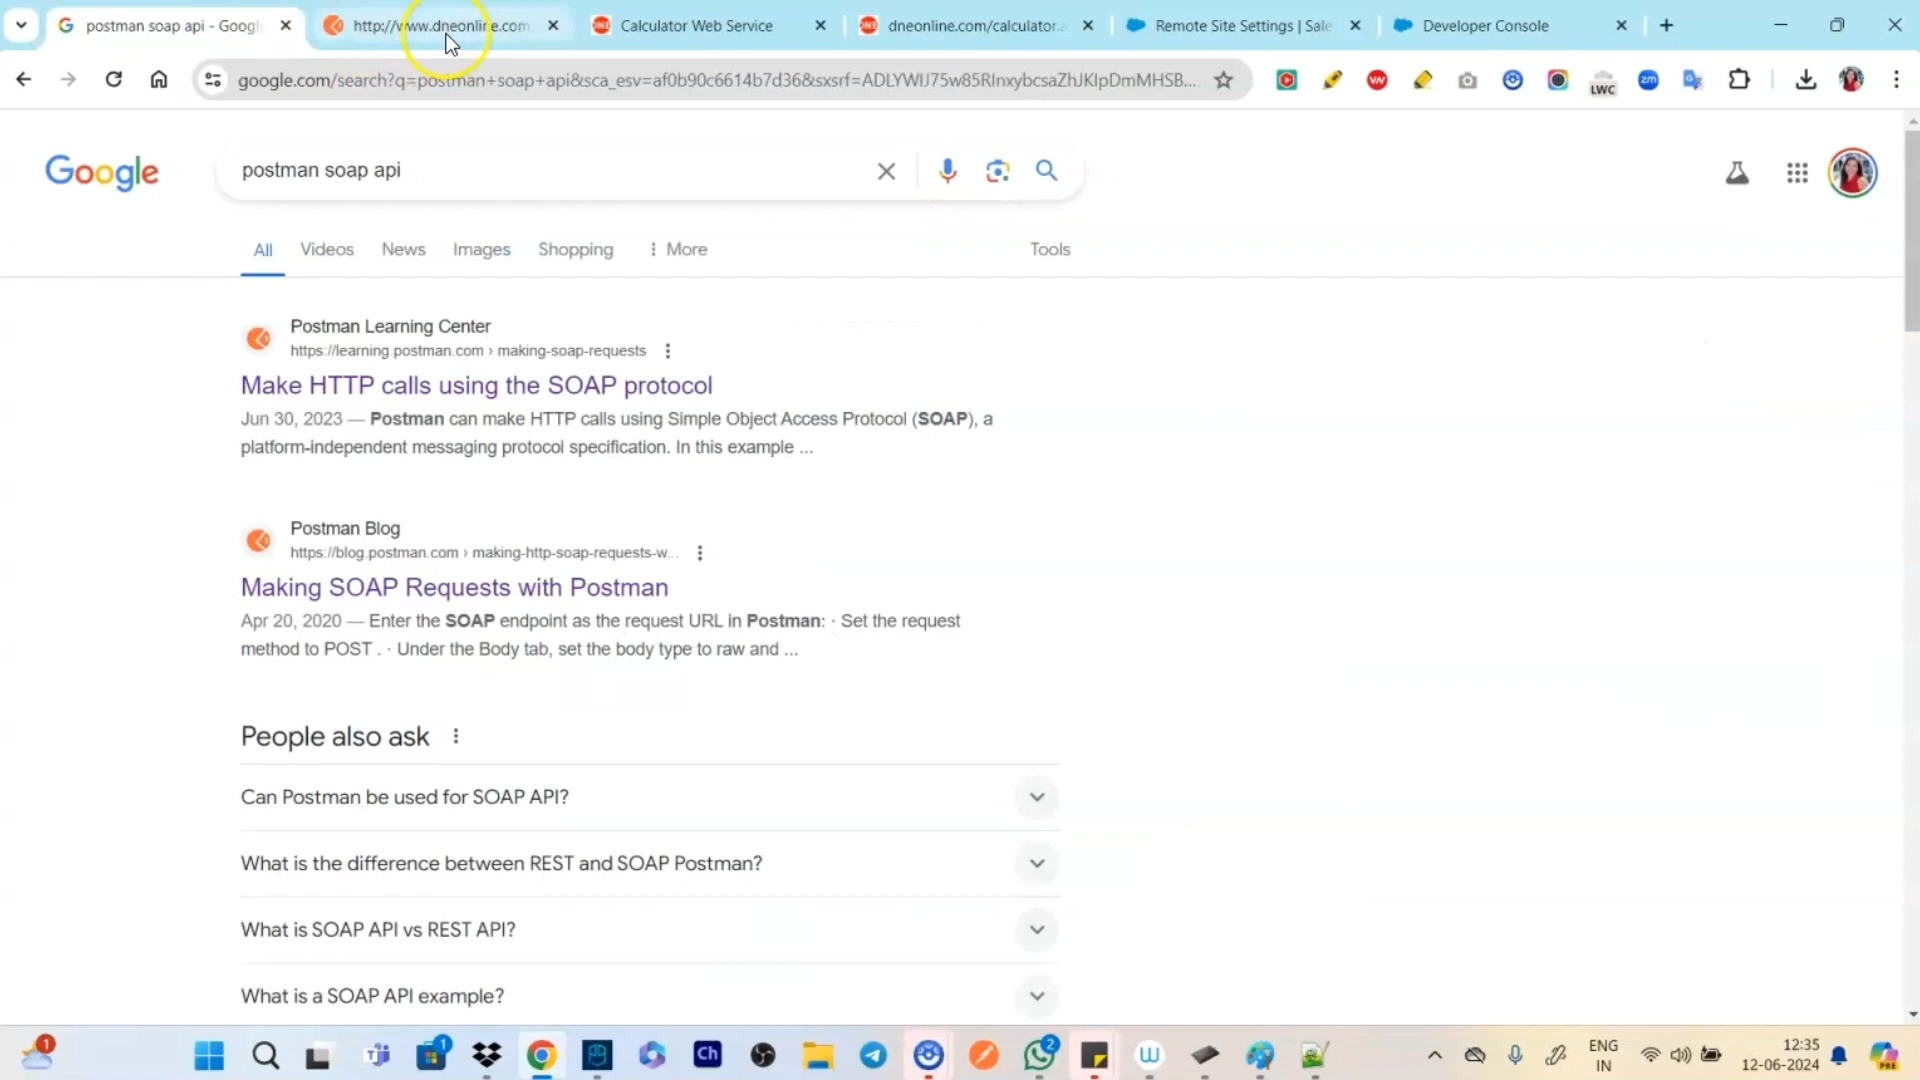 postman soap api - Googl
http://www.dneonline.com
Calculator Web Service
dneonline.com/calculator.a
Remote Site Settings | Sale
Developer Console
google.com/search?q=postman+soap+api&sca_esv=af0b90c6614b7d36&sxsrf=ADLYWIJ75w85RInxybcsaZhJKIpDmMHSB...
LWC
zm
Google
postman soap api
All Videos News Images Shopping More Tools
Postman Learning Center
https://learning.postman.com › making-soap-requests
Make HTTP calls using the SOAP protocol
Jun 30, 2023 — Postman can make HTTP calls using Simple Object Access Protocol (SOAP), a
platform-independent messaging protocol specification. In this example ...
Postman Blog
https://blog.postman.com › making-http-soap-requests-w...
Making SOAP Requests with Postman
Apr 20, 2020 — Enter the SOAP endpoint as the request URL in Postman: · Set the request
method to POST . · Under the Body tab, set the body type to raw and ...
People also ask
Can Postman be used for SOAP API?
What is the difference between REST and SOAP Postman?
What is SOAP API vs REST API?
What is a SOAP API example?
1
1
Ch
2
ENG
IN
12:35
12-06-2024
PRE